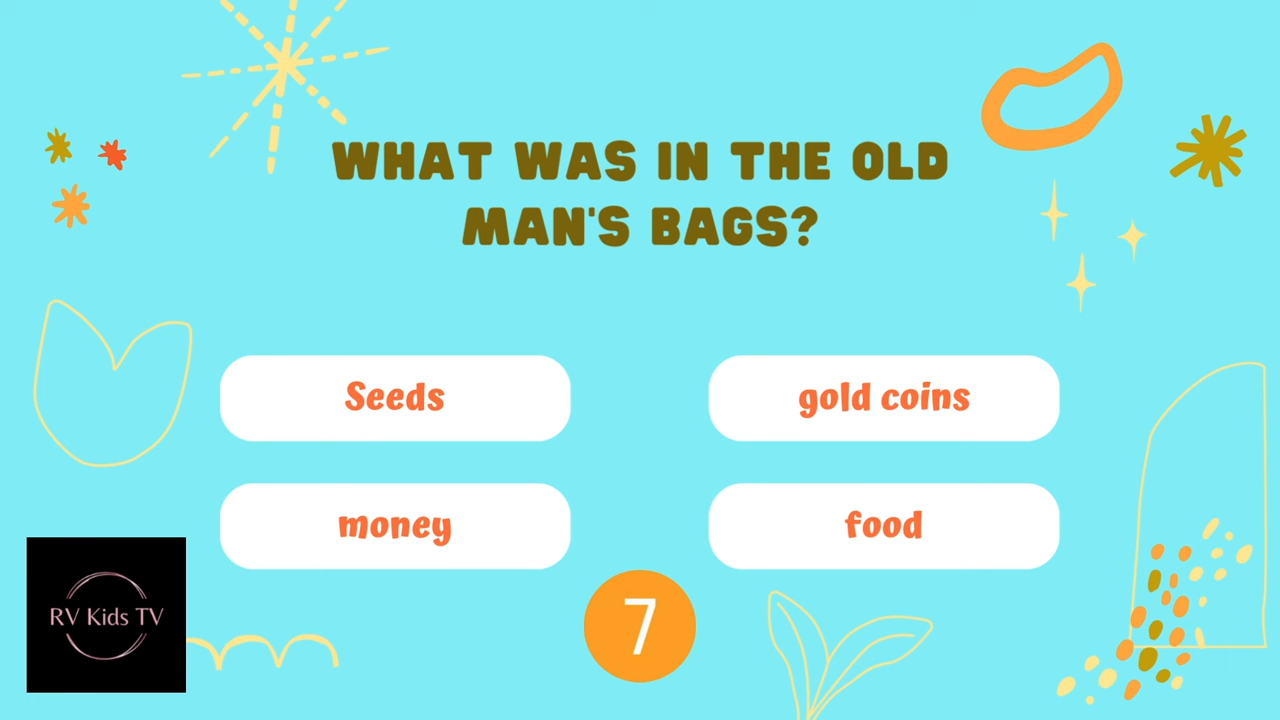 WHAT WAS IN THE OLD
MAN'S BAGS?
Seeds
gold coins
money
food
7
RV Kids TV